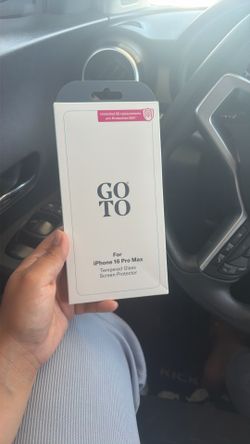 GO
TO
For
iPhone 16 Pro Max
Tempered Glass
Screen Protector